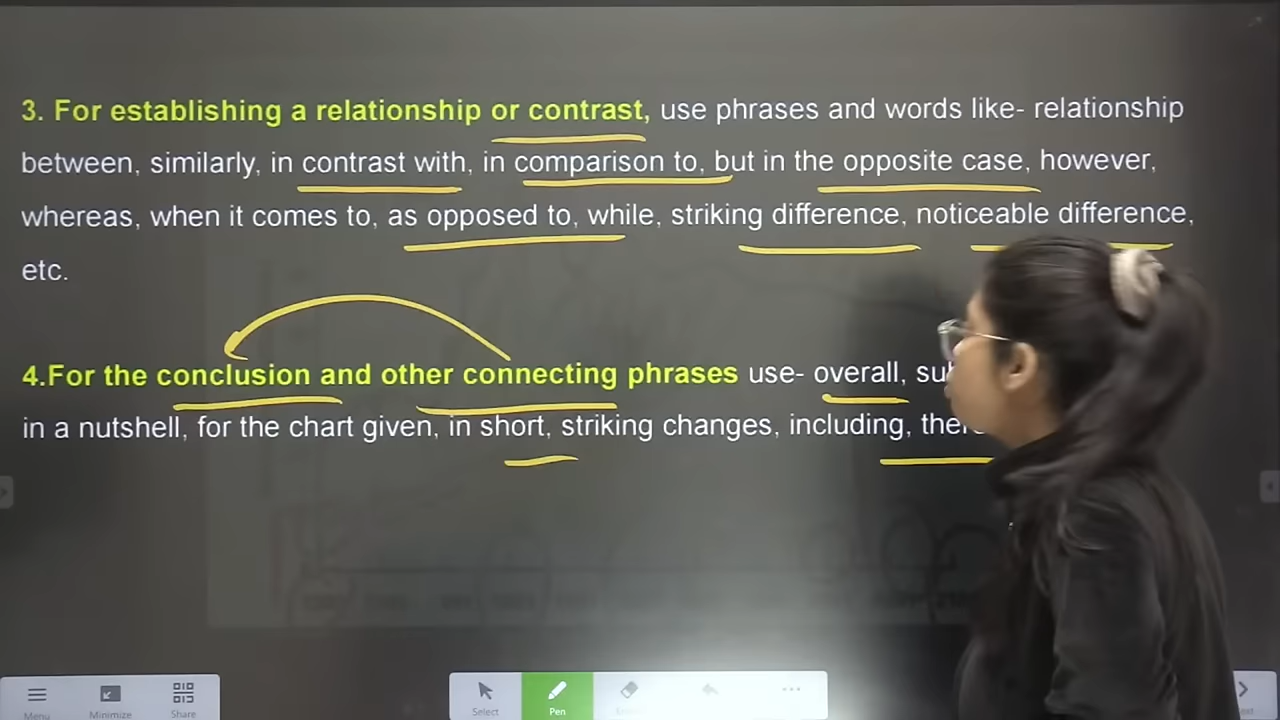 3. For establishing a relationship or contrast, use phrases and words like- relationship
between, similarly, in contrast with, in comparison to, but in the opposite case, however,
whereas, when it comes to, as opposed to, while, striking difference, noticeable difference,
etc.
4.For the conclusion and other connecting phrases use- overall,
in a nutshell, for the chart given, in short, striking changes, including,
Menu
Minimize
Share
Select
Pen